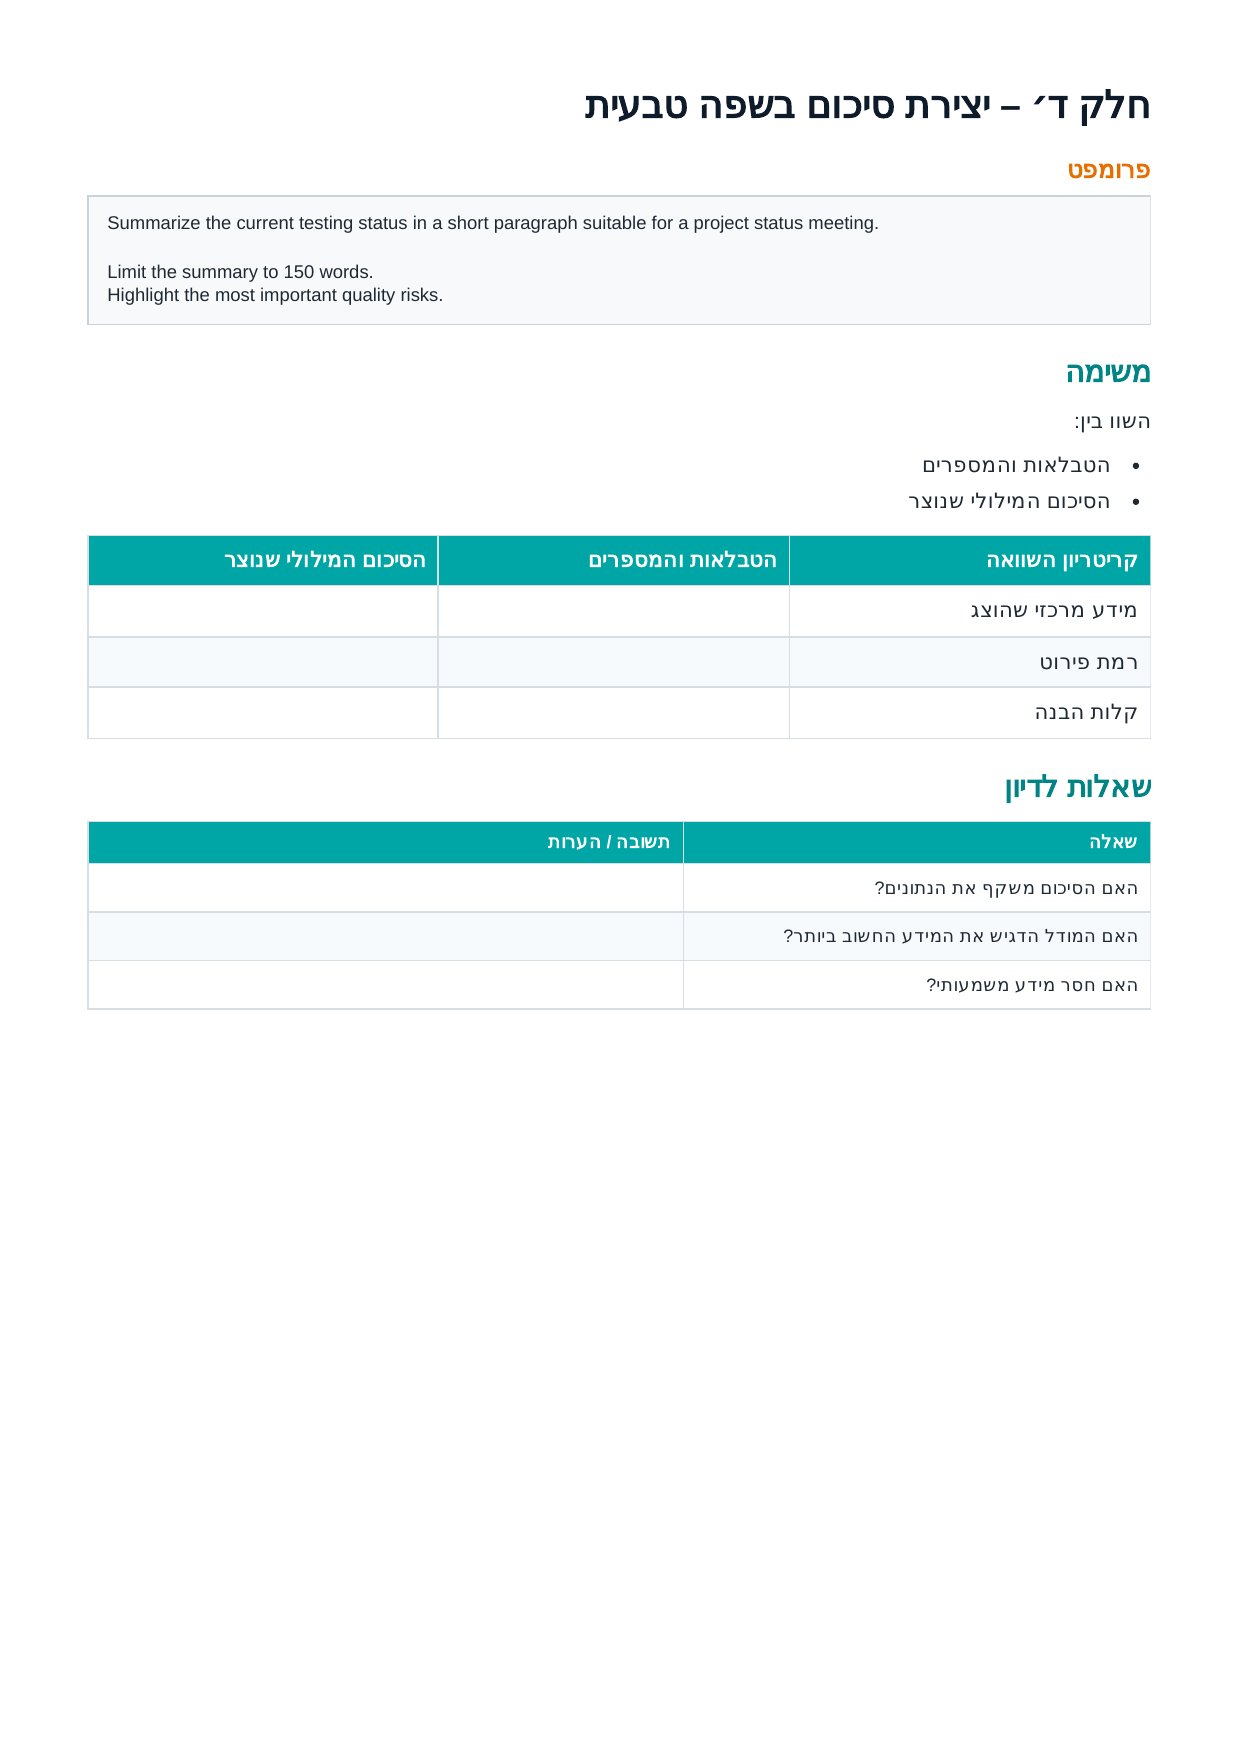 חלק ד׳ – יצירת סיכום בשפה טבעית
פרומפט
Summarize the current testing status in a short paragraph suitable for a project status meeting.
Limit the summary to 150 words.
Highlight the most important quality risks.
משימה
השוו בין:
• הטבלאות והמספרים
• הסיכום המילולי שנוצר
קריטריון השוואה הטבלאות והמספרים הסיכום המילולי שנוצר
מידע מרכזי שהוצג
רמת פירוט
קלות הבנה
שאלות לדיון
שאלה תשובה / הערות
האם הסיכום משקף את הנתונים?
האם המודל הדגיש את המידע החשוב ביותר?
האם חסר מידע משמעותי?